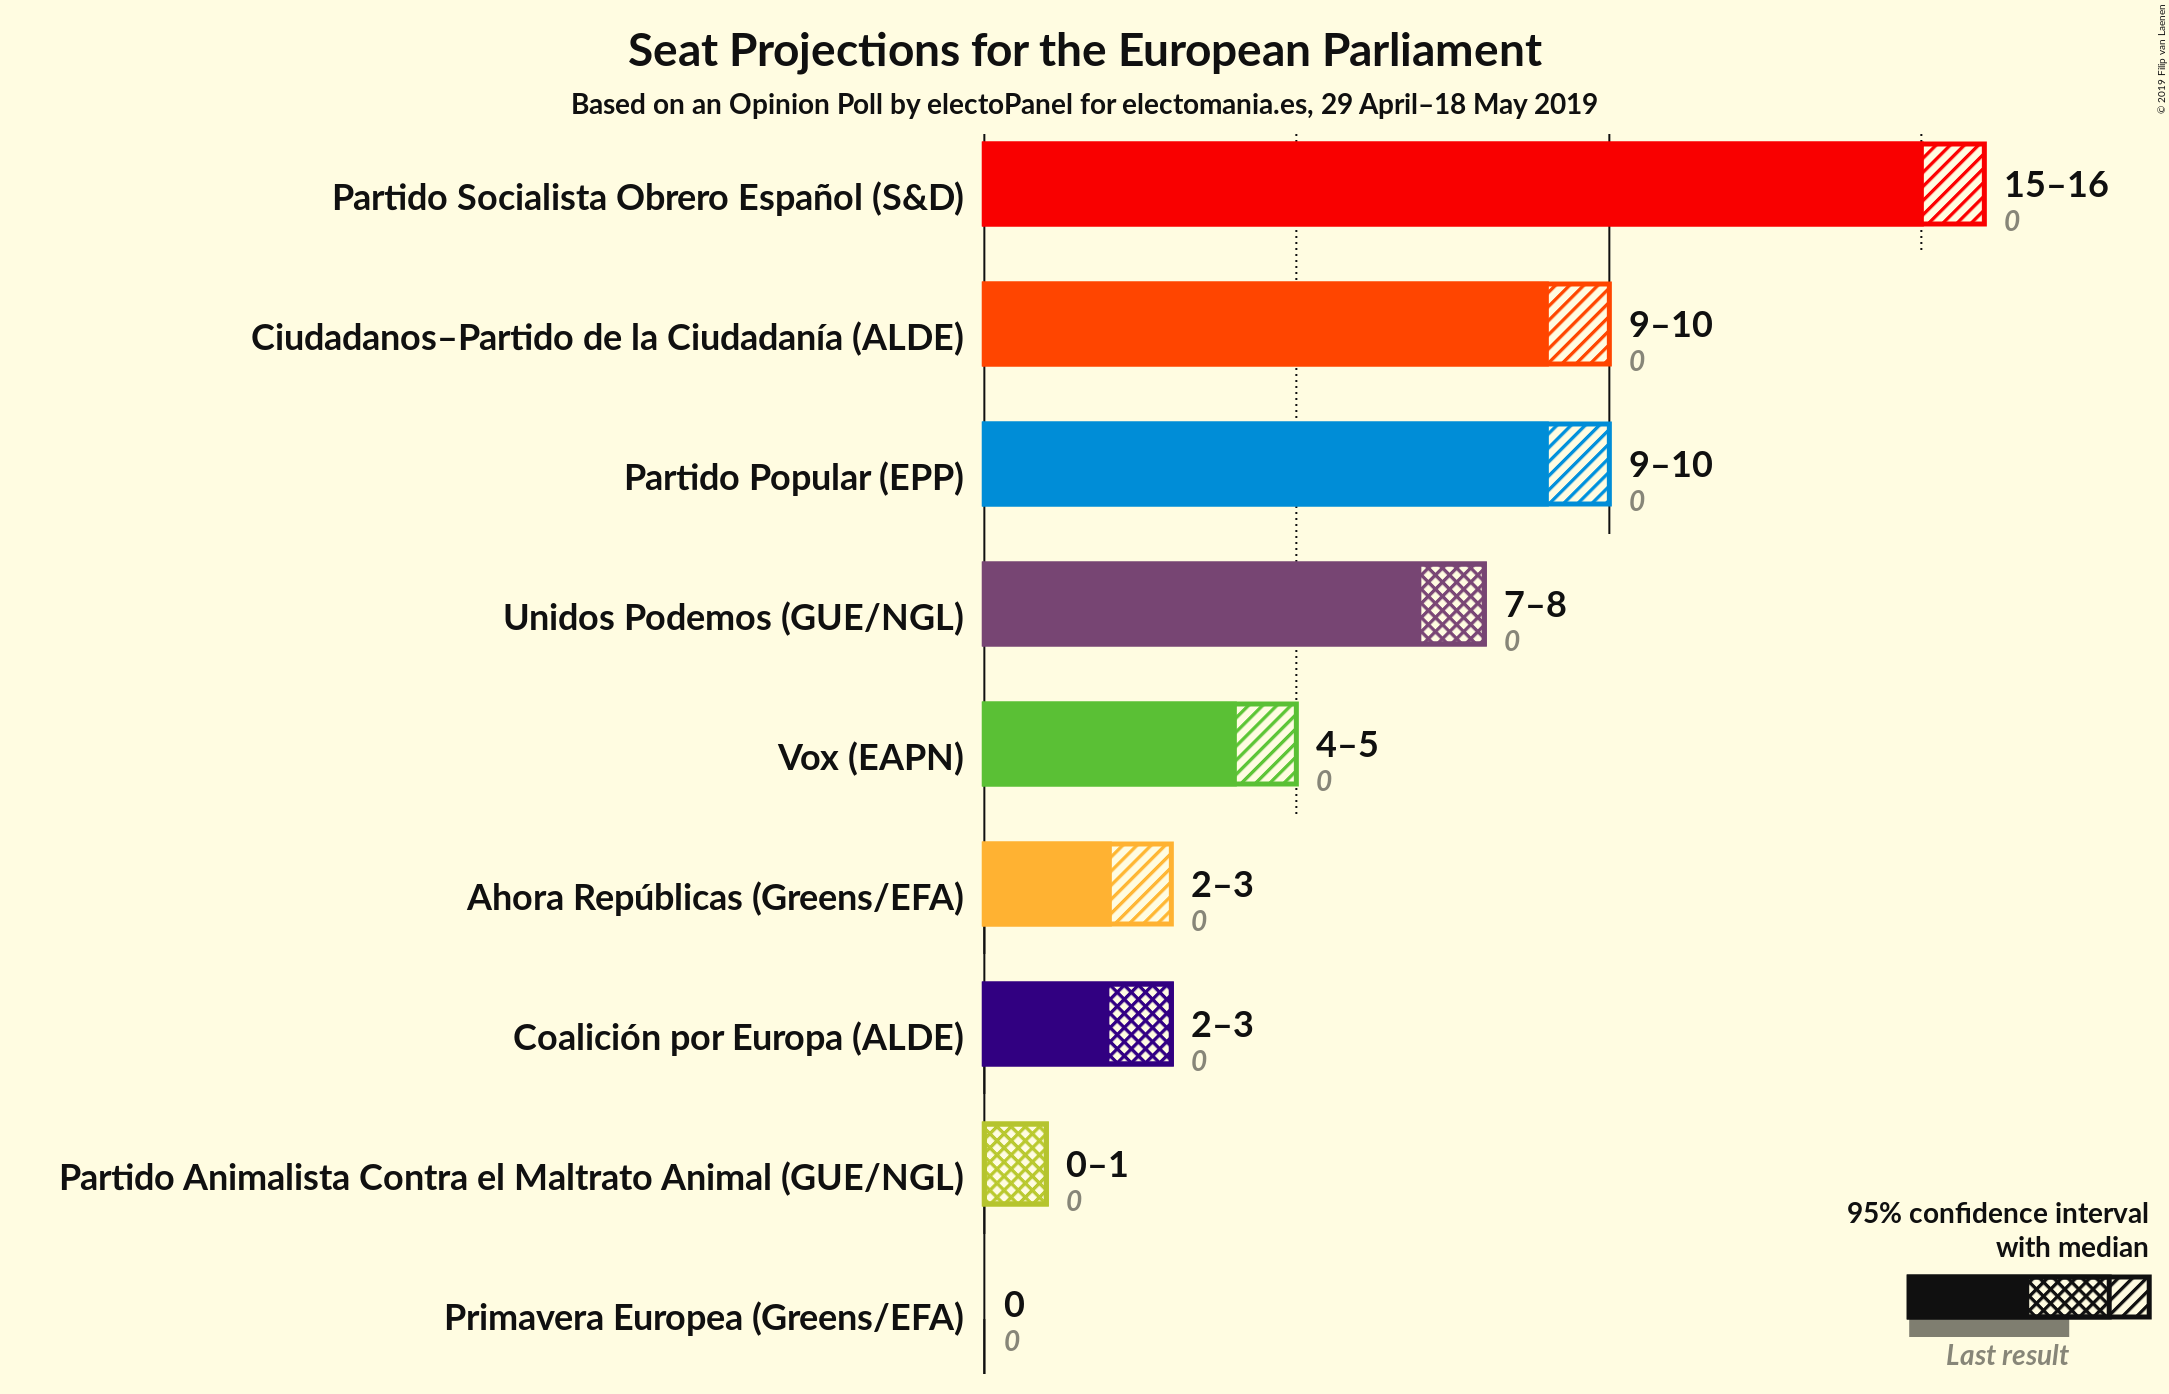 Seat Projections for the European Parliament
Based on an Opinion Poll by electoPanel for electomania.es, 29 April–18 May 2019
© 2019 Filip van Laenen
Partido Socialista Obrero Español (S&D)
15–16
0
Ciudadanos–Partido de la Ciudadanía (ALDE)
9–10
0
Partido Popular (EPP)
9–10
0
Unidos Podemos (GUE/NGL)
7–8
0
Vox (EAPN)
4–5
0
Ahora Repúblicas (Greens/EFA)
2–3
0
Coalición por Europa (ALDE)
2–3
0
Partido Animalista Contra el Maltrato Animal (GUE/NGL)
0–1
0
Primavera Europea (Greens/EFA)
0
0
95% confidence interval
with median
Last result